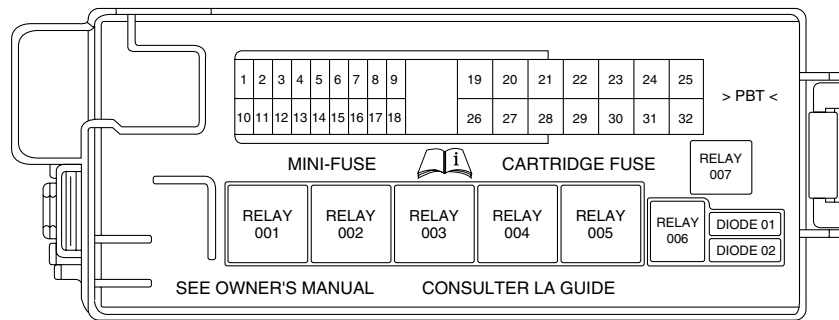 1 2 3 4 5 6 7 8 9 19 20 21 22 23 24 25
> PBT <
10 11 12 13 14 15 16 17 18 26 27 28 29 30 31 32
MINI-FUSE i CARTRIDGE FUSE
RELAY
007
RELAY
001
RELAY
002
RELAY
003
RELAY
004
RELAY
005
RELAY
006
DIODE 01
DIODE 02
SEE OWNER'S MANUAL CONSULTER LA GUIDE